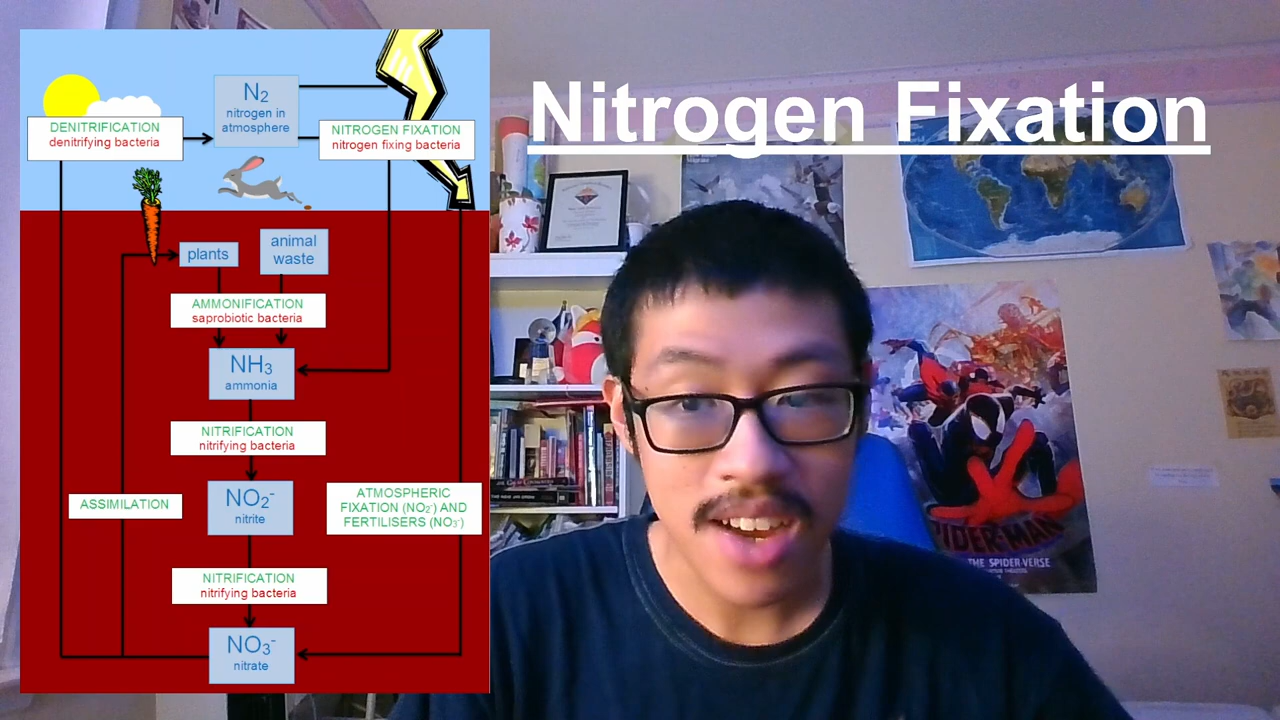 Nitrogen Fixation
N₂
nitrogen in
atmosphere
DENITRIFICATION
denitrifying bacteria
NITROGEN FIXATION
nitrogen fixing bacteria
plants
animal
waste
AMMONIFICATION
saprobiotic bacteria
NH₃
ammonia
NITRIFICATION
nitrifying bacteria
ASSIMILATION
NO₂⁻
nitrite
ATMOSPHERIC
FIXATION (NO₂⁻) AND
FERTILISERS (NO₃⁻)
NITRIFICATION
nitrifying bacteria
NO₃⁻
nitrate
SPIDER-MAN
THE SPIDER VERSE